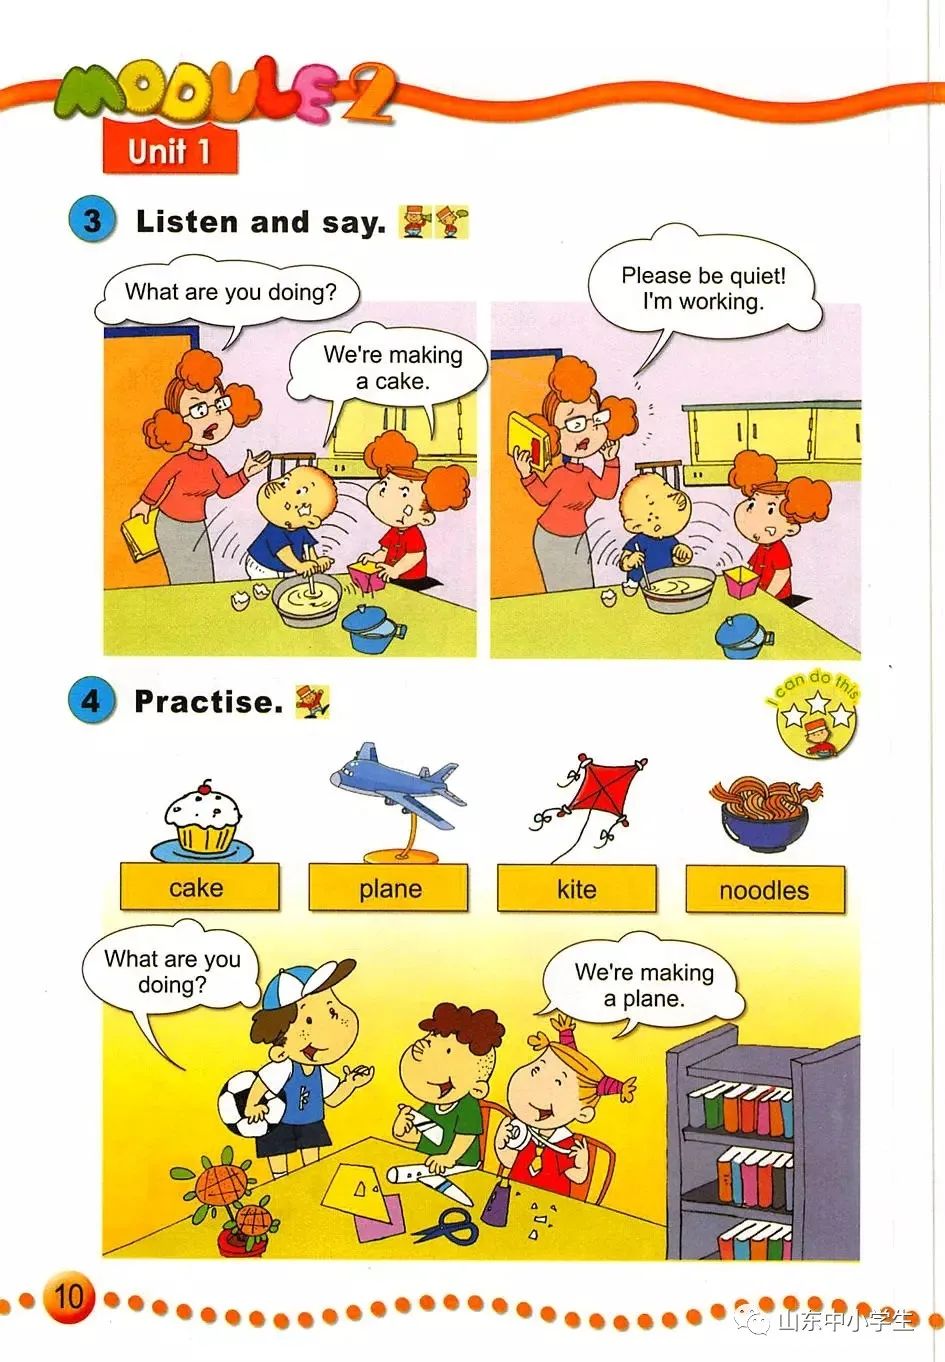 MODULE 2
Unit 1
3 Listen and say.
What are you doing?
We're making
a cake.
Please be quiet!
I'm working.
4 Practise.
I can do this.
cake
plane
kite
noodles
What are you
doing?
We're making
a plane.
10
山东中小学生